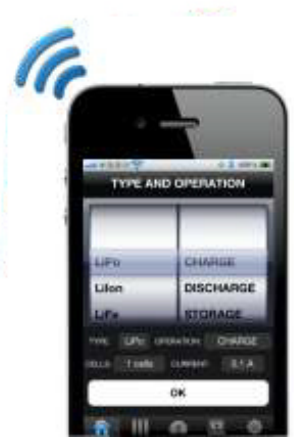 TYPE AND OPERATION
LiPo CHARGE
LiIon DISCHARGE
LiFe STORAGE
TYPE: LiPo OPERATION: CHARGE
CELLS: 1 cells CURRENT: 0.1 A
OK